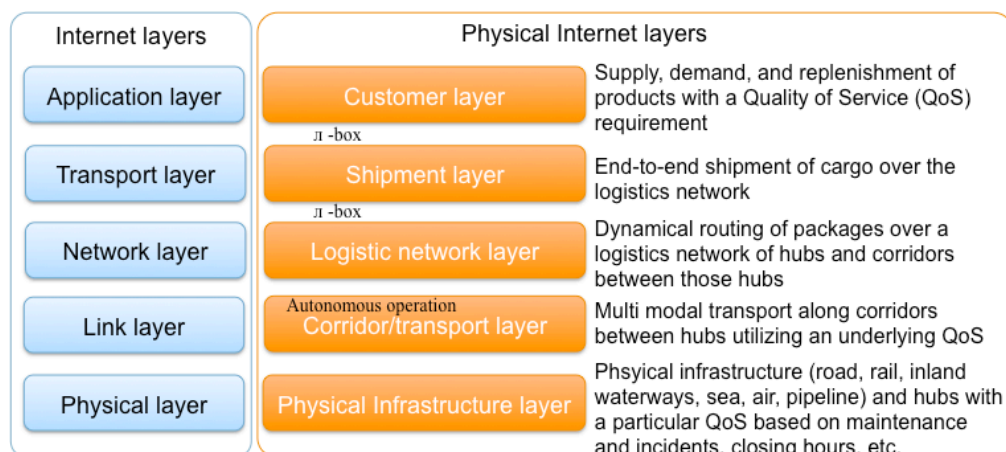 Internet layers
Physical Internet layers
Application layer
Customer layer
Supply, demand, and replenishment of
products with a Quality of Service (QoS)
requirement
л -box
Transport layer
Shipment layer
End-to-end shipment of cargo over the
logistics network
л -box
Network layer
Logistic network layer
Dynamical routing of packages over a
logistics network of hubs and corridors
between those hubs
Autonomous operation
Link layer
Corridor/transport layer
Multi modal transport along corridors
between hubs utilizing an underlying QoS
Physical layer
Physical Infrastructure layer
Phsyical infrastructure (road, rail, inland
waterways, sea, air, pipeline) and hubs with
a particular QoS based on maintenance
and incidents, closing hours, etc.